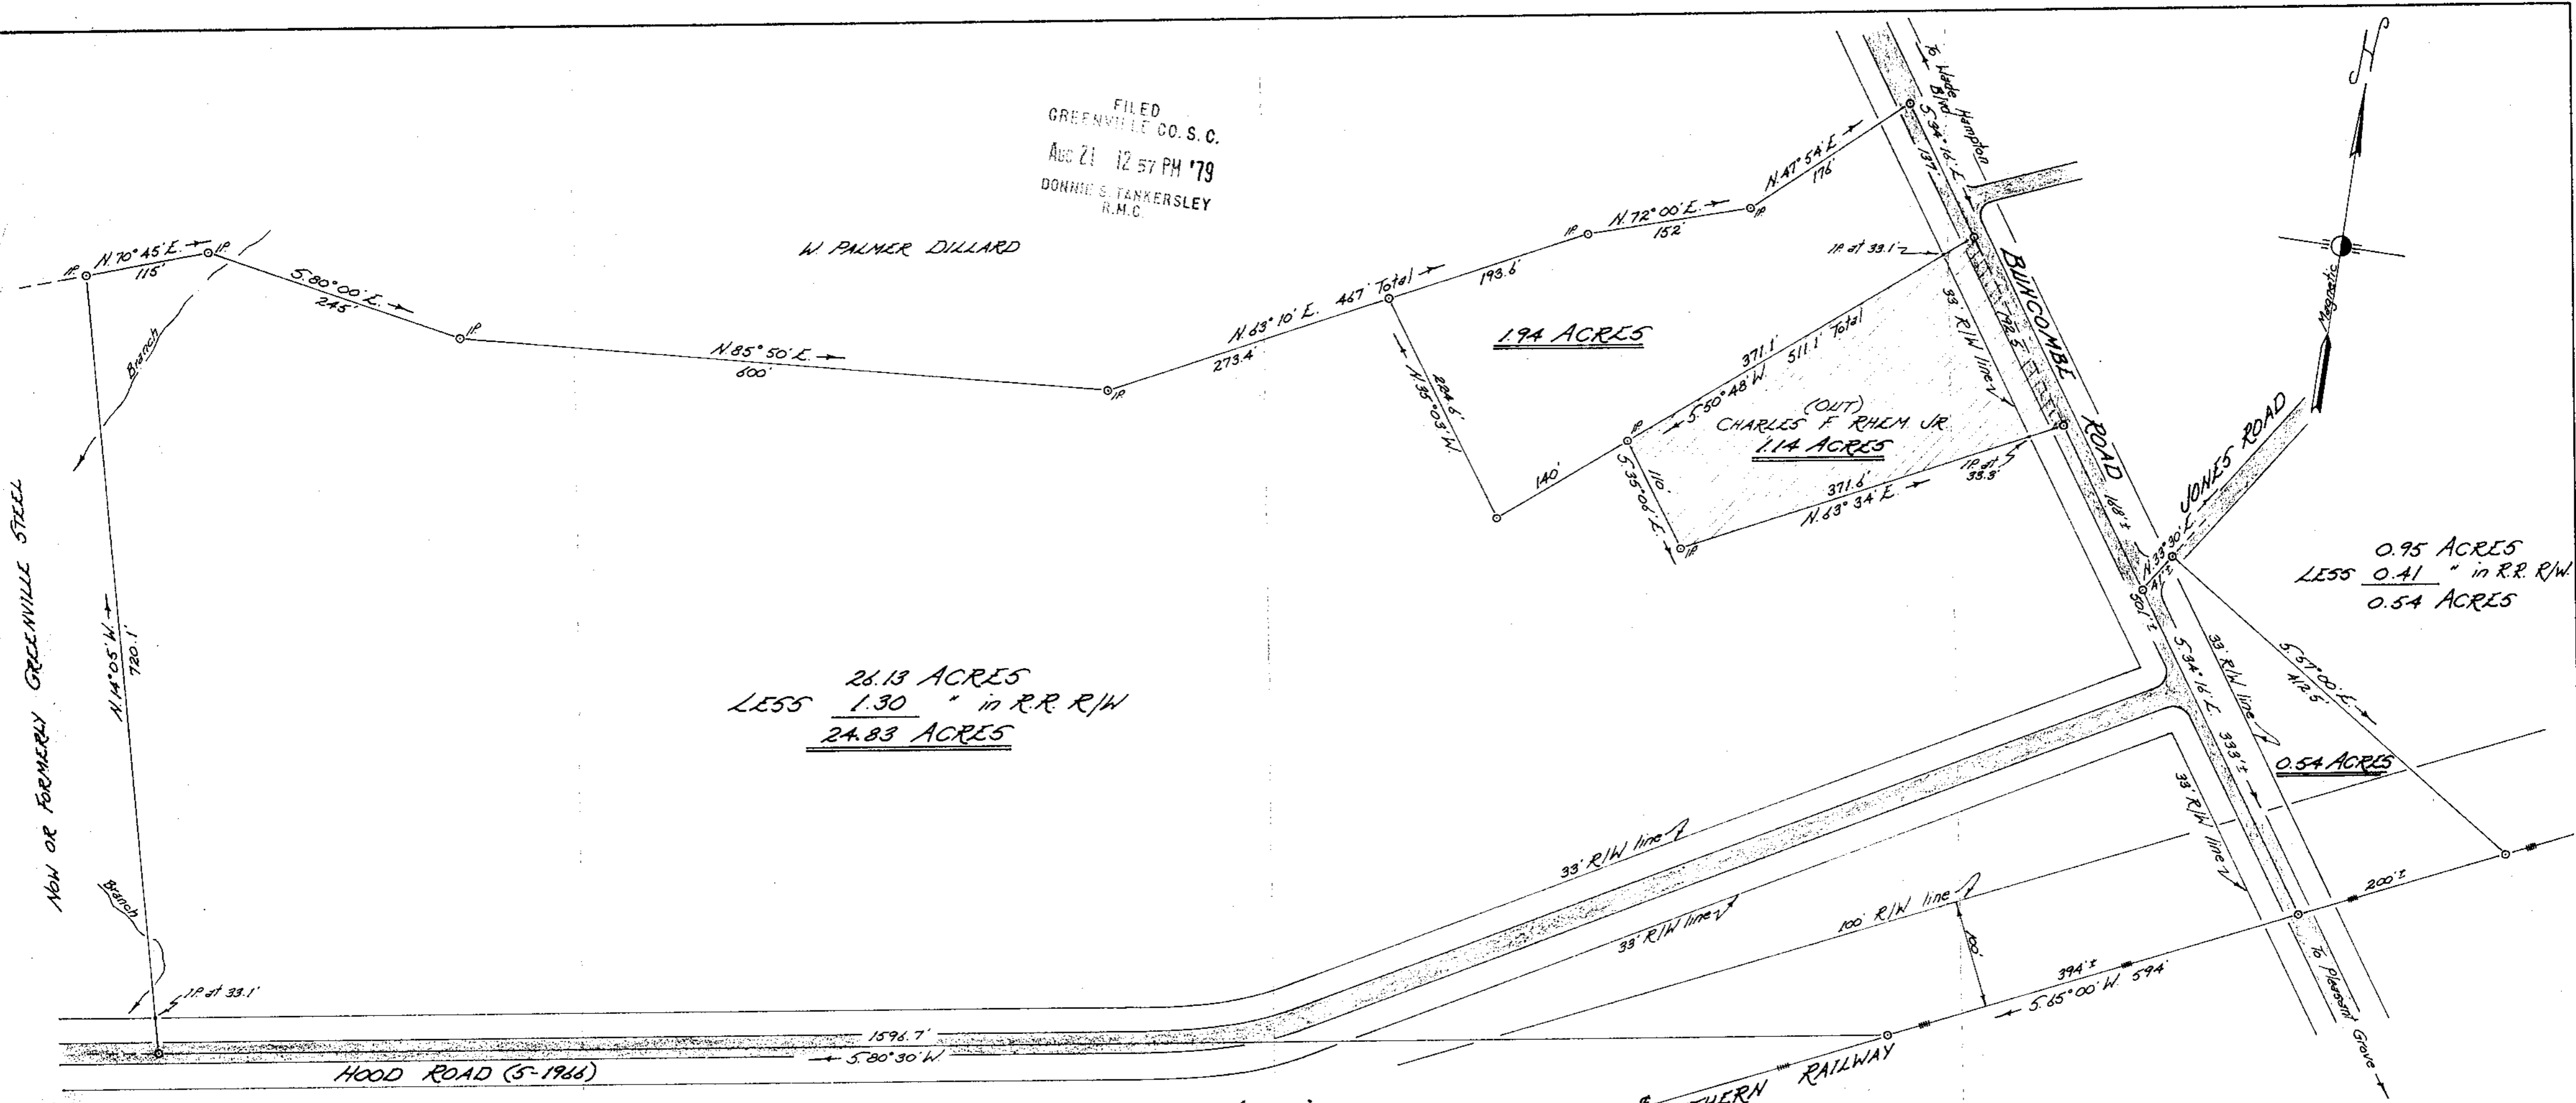 FILED
GREENVILLE CO. S. C.
AUG 21 12 57 PM '79
DONNIE S. TANKERSLEY
R.M.C.
W. PALMER DILLARD
I.P.
N. 70° 45' E.
115'
I.P.
S. 80° 00' E.
245'
I.P.
N. 85° 50' E.
600'
I.P.
N. 63° 10' E. 467' Total
273.4'
193.6'
I.P.
N. 72° 00' E.
152'
I.P.
N. 47° 54' E.
176'
To Wade Hampton
Blvd.
S. 34° 16' E.
137'
I.P. at 33.1'
Branch
1.94 ACRES
224.6'
N. 35° 03' W.
140'
I.P.
371.1'
511.1' Total
S. 50° 48' W.
(OUT)
CHARLES F. RHEM JR.
1.14 ACRES
110'
S. 35° 06' E.
I.P.
371.6'
N. 63° 34' E.
I.P. at
33.3'
33' R/W line
192.5'
BUNCOMBE ROAD
168'±
501'±
JONES ROAD
N. 33° 30' E.
41'±
Magnetic
N
0.95 ACRES
LESS 0.41 " in R.R. R/W.
0.54 ACRES
S. 57° 00' E.
412.5'
33' R/W line
S. 34° 16' E. 333'±
0.54 ACRES
33' R/W line
NOW OR FORMERLY GREENVILLE STEEL
N. 14° 05' W.
720.1'
26.13 ACRES
LESS 1.30 " in R.R. R/W
24.83 ACRES
Branch
I.P. at 33.1'
33' R/W line
33' R/W line
100' R/W line
100'
200'±
394'±
S. 65° 00' W. 594'
To Pleasant Grove
1596.7'
S. 80° 30' W.
HOOD ROAD (S-1966)
THERN RAILWAY